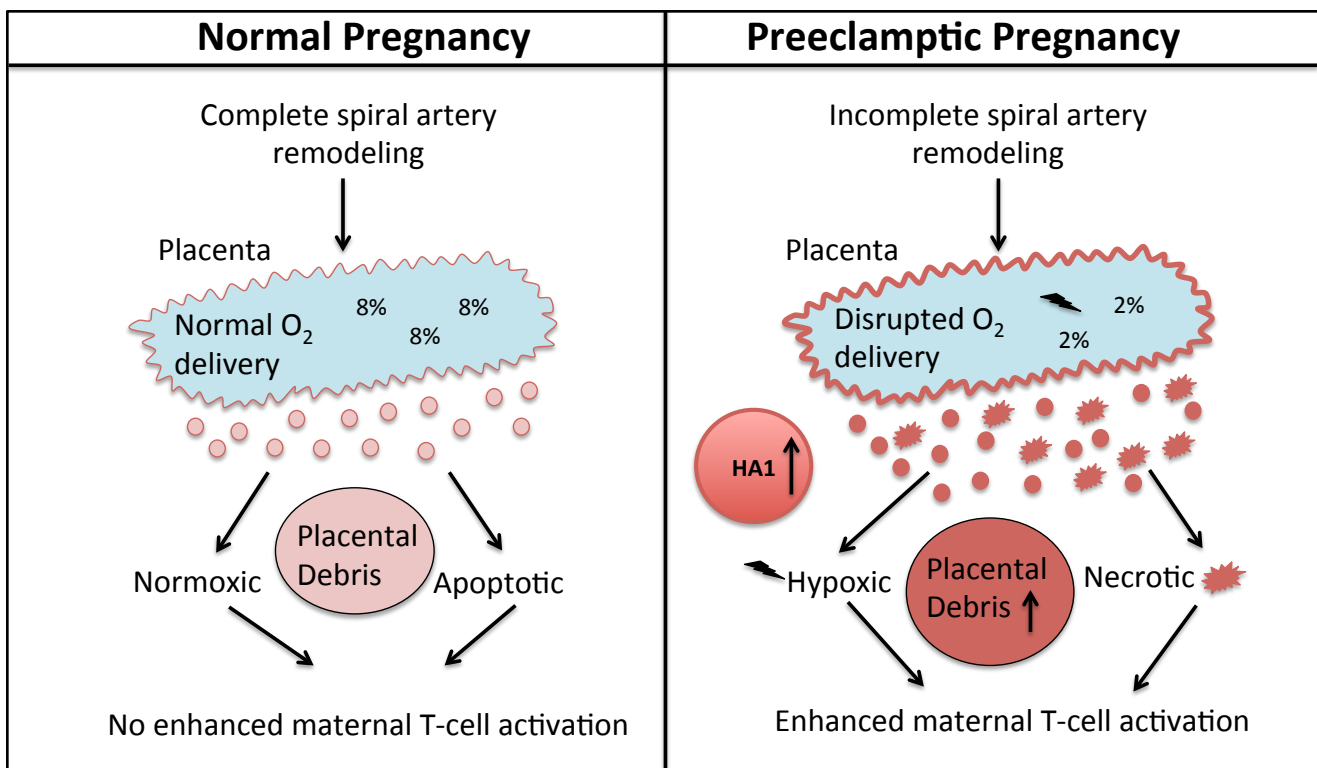 Normal Pregnancy
Complete spiral artery
remodeling
Placenta
8%
8%
8%
Normal O₂
delivery
Placental
Debris
Normoxic
Apoptotic
No enhanced maternal T-cell activation
Preeclamptic Pregnancy
Incomplete spiral artery
remodeling
Placenta
2%
2%
Disrupted O₂
delivery
HA1
Placental
Debris
Hypoxic
Necrotic
Enhanced maternal T-cell activation